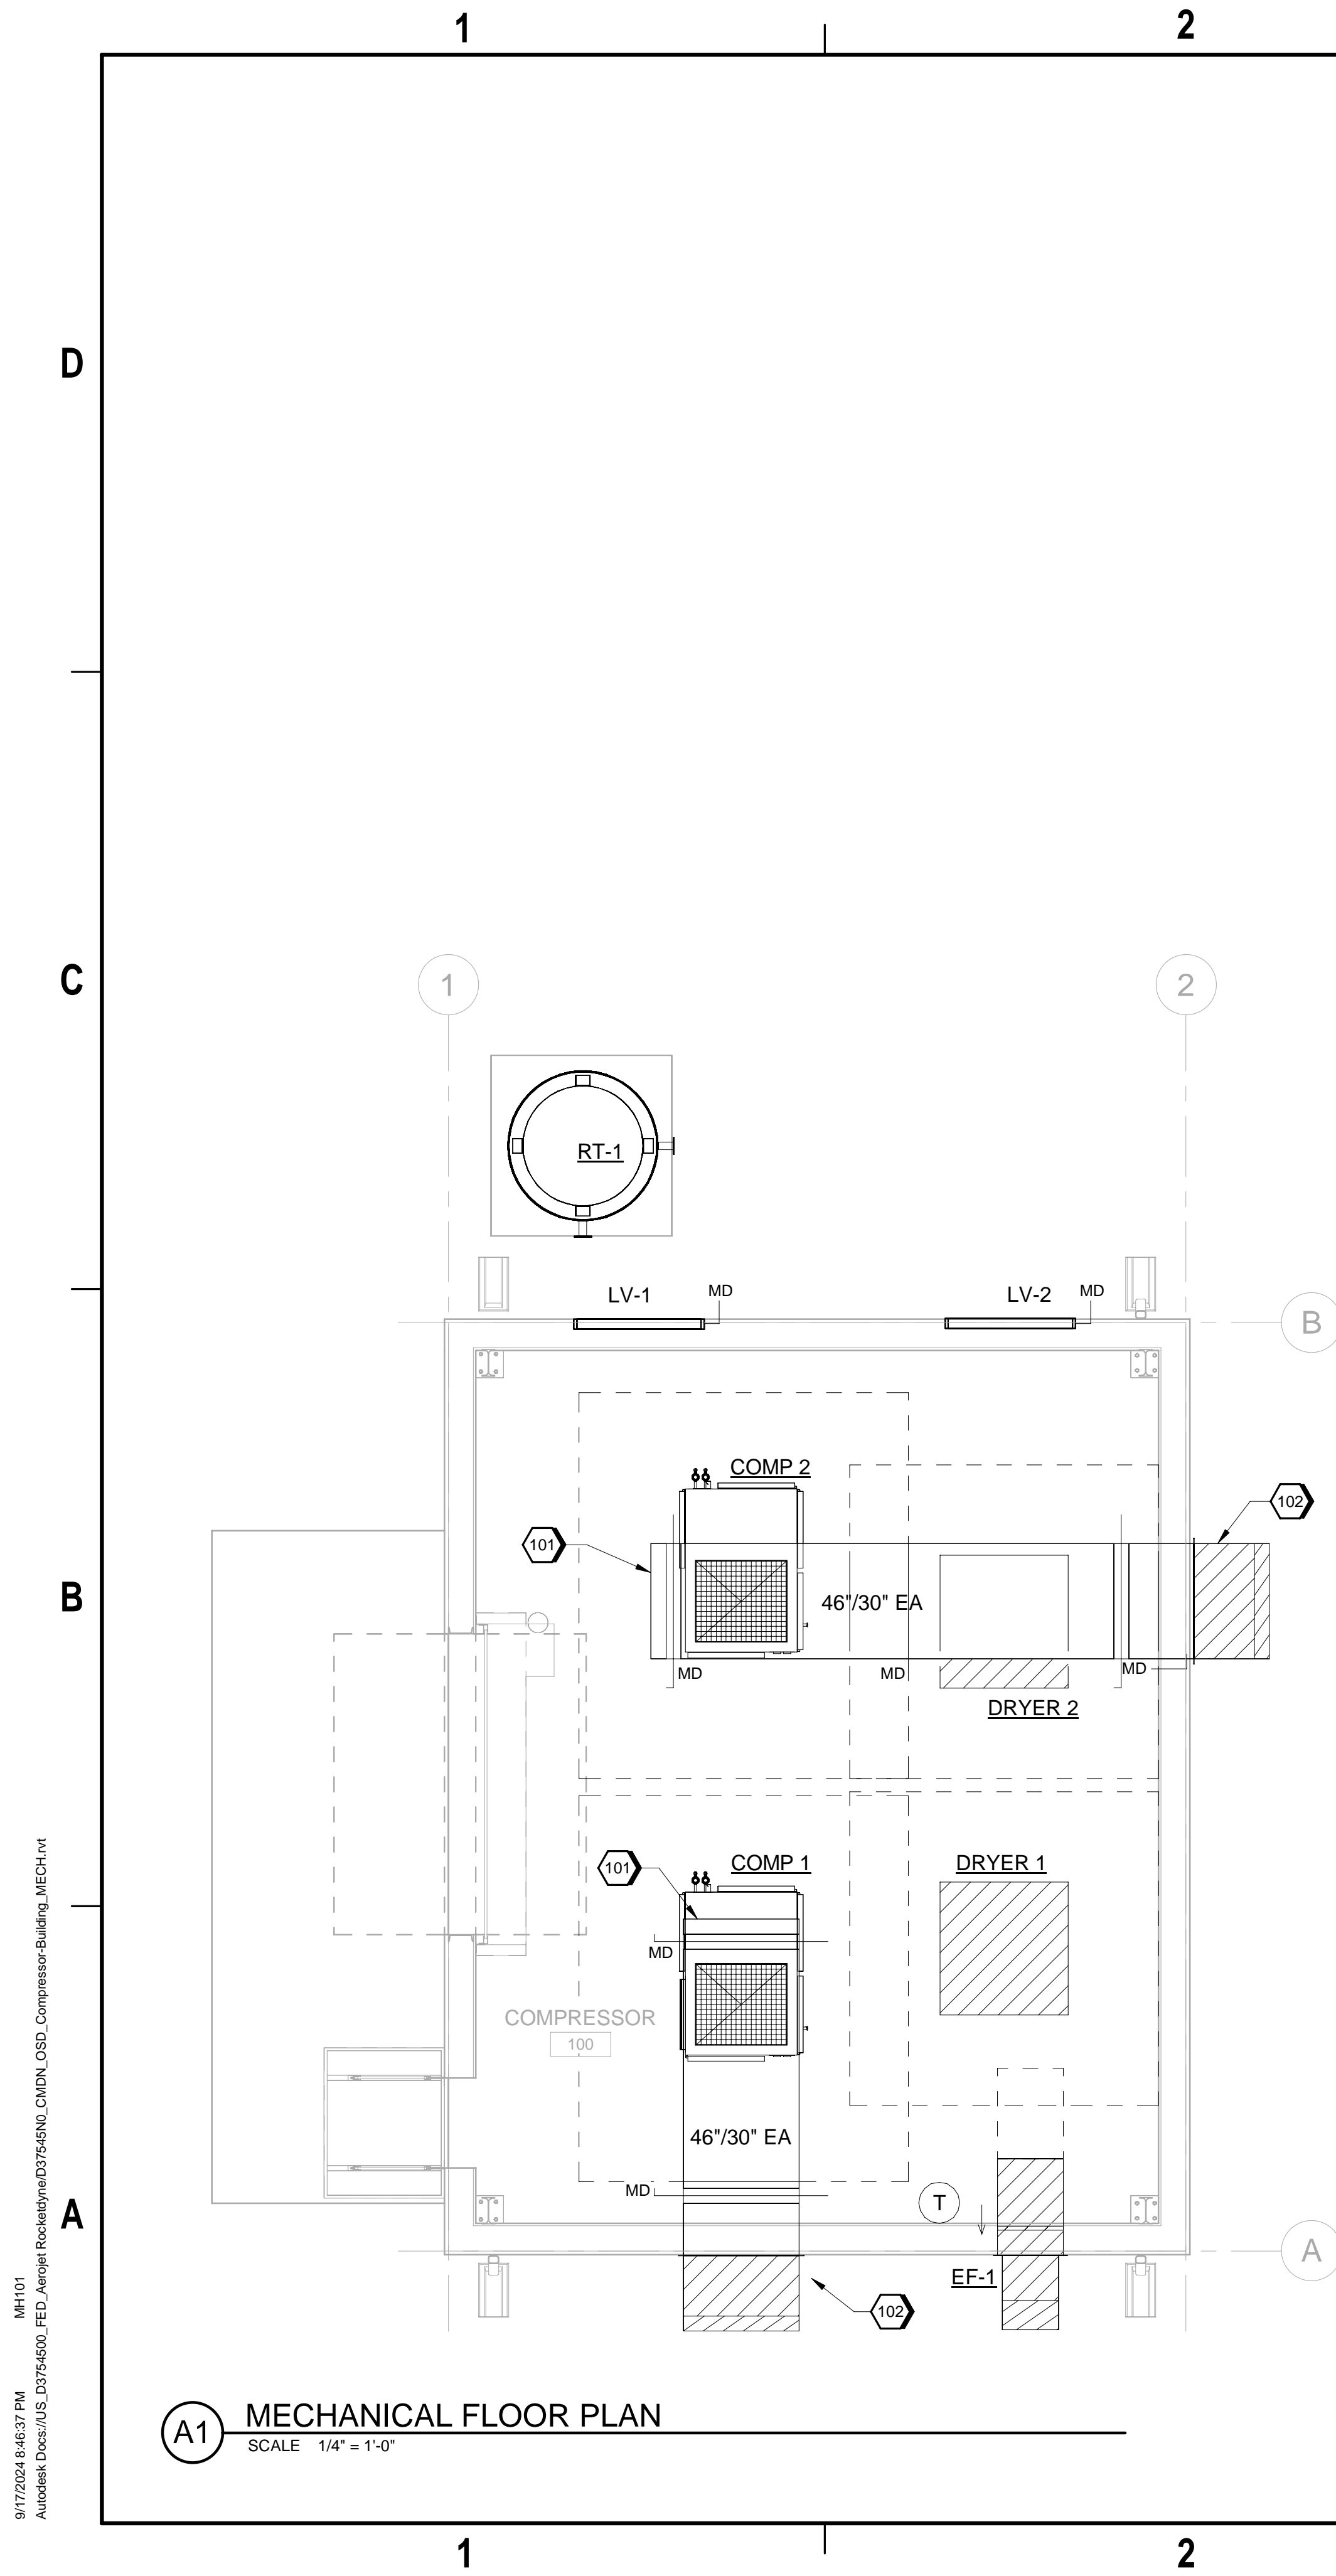 1
2
D
C
1
2
RT-1
LV-1
MD
LV-2
MD
B
COMP 2
102
101
B
46"/30" EA
MD
MD
MD
DRYER 2
101
COMP 1
DRYER 1
MD
COMPRESSOR
100
46"/30" EA
MD
T
A
A
EF-1
102
A1
MECHANICAL FLOOR PLAN
SCALE 1/4" = 1'-0"
9/17/2024 8:46:37 PM MH101
Autodesk Docs://US_D3754500_FED_Aerojet Rocketdyne/D37545N0_CMDN_OSD_Compressor-Building_MECH.rvt
1
2